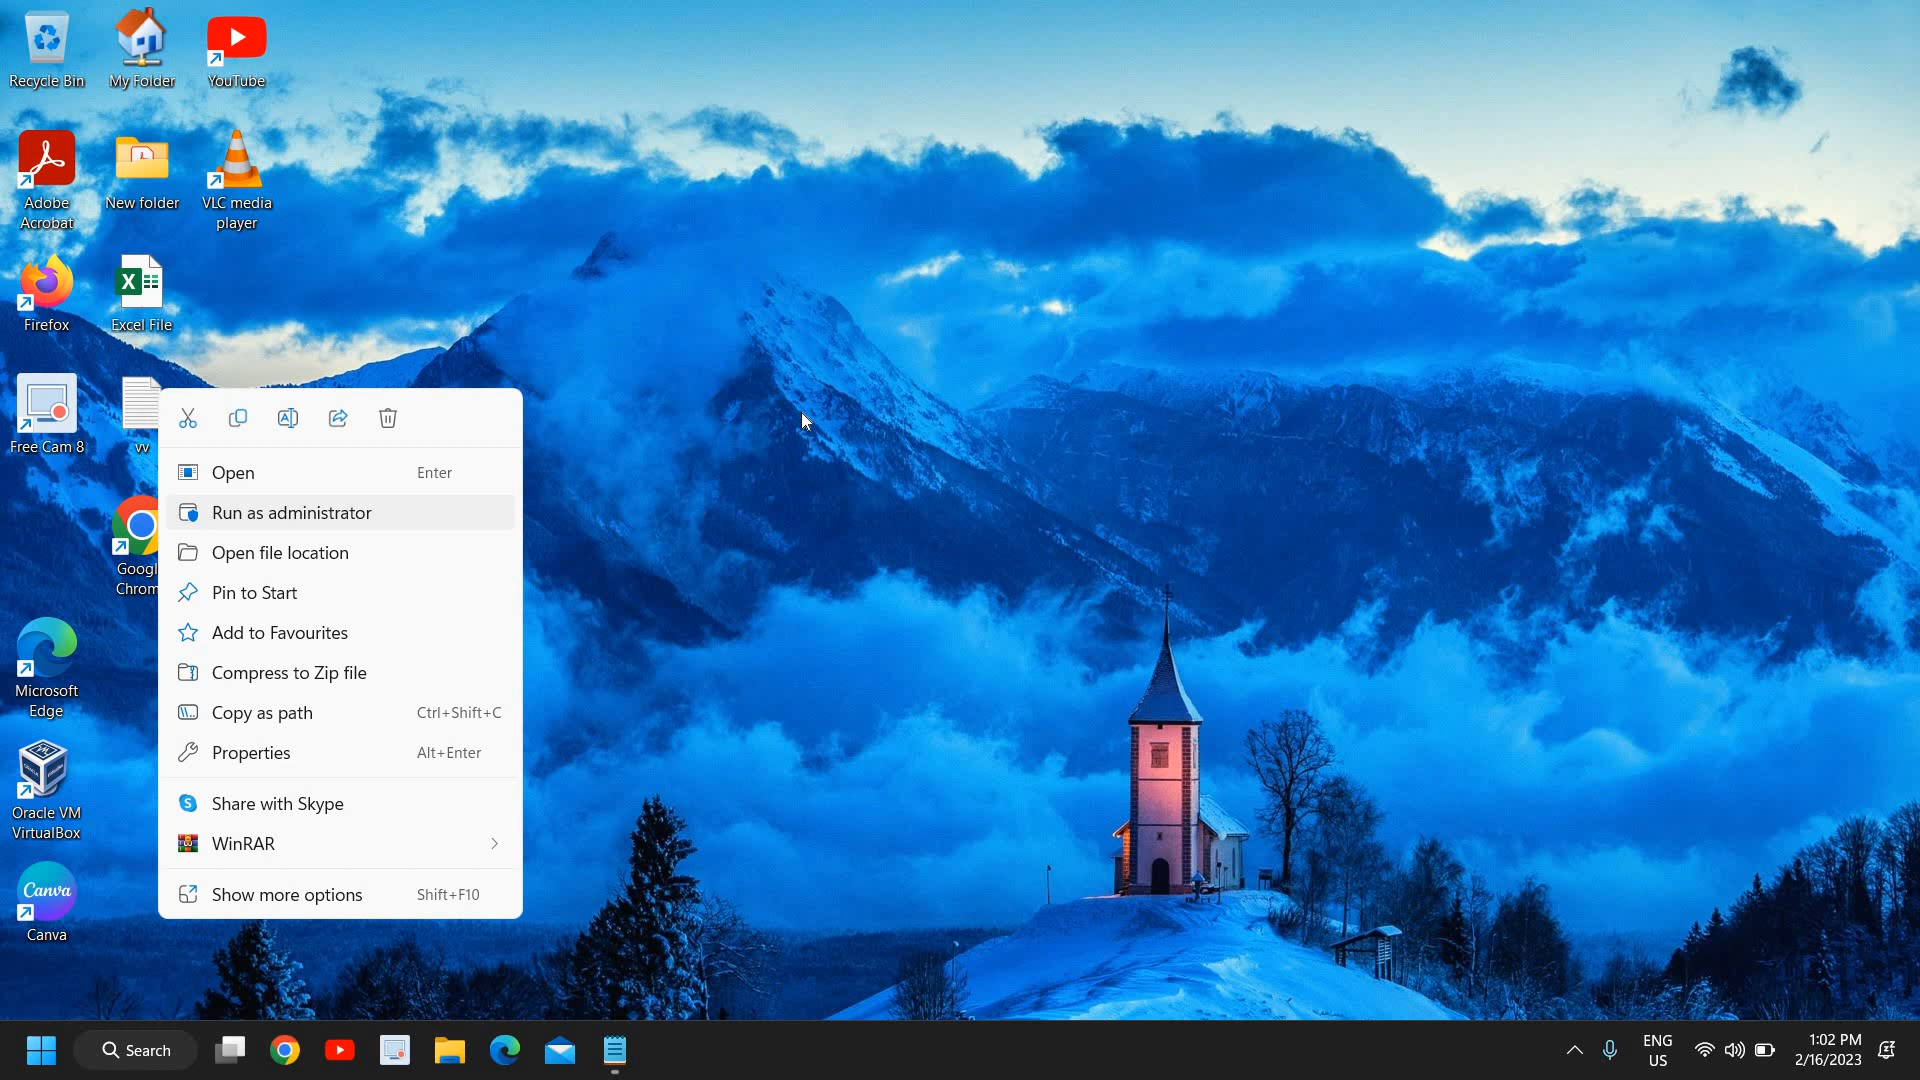 Recycle Bin
My Folder
YouTube
Adobe
Acrobat
New folder
VLC media
player
Firefox
Excel File
Free Cam 8
vv
Googl
Chrom
Microsoft
Edge
Oracle VM
VirtualBox
Canva
Canva
Open Enter
Run as administrator
Open file location
Pin to Start
Add to Favourites
Compress to Zip file
Copy as path Ctrl+Shift+C
Properties Alt+Enter
Share with Skype
WinRAR
Show more options Shift+F10
Search
ENG
US
1:02 PM
2/16/2023